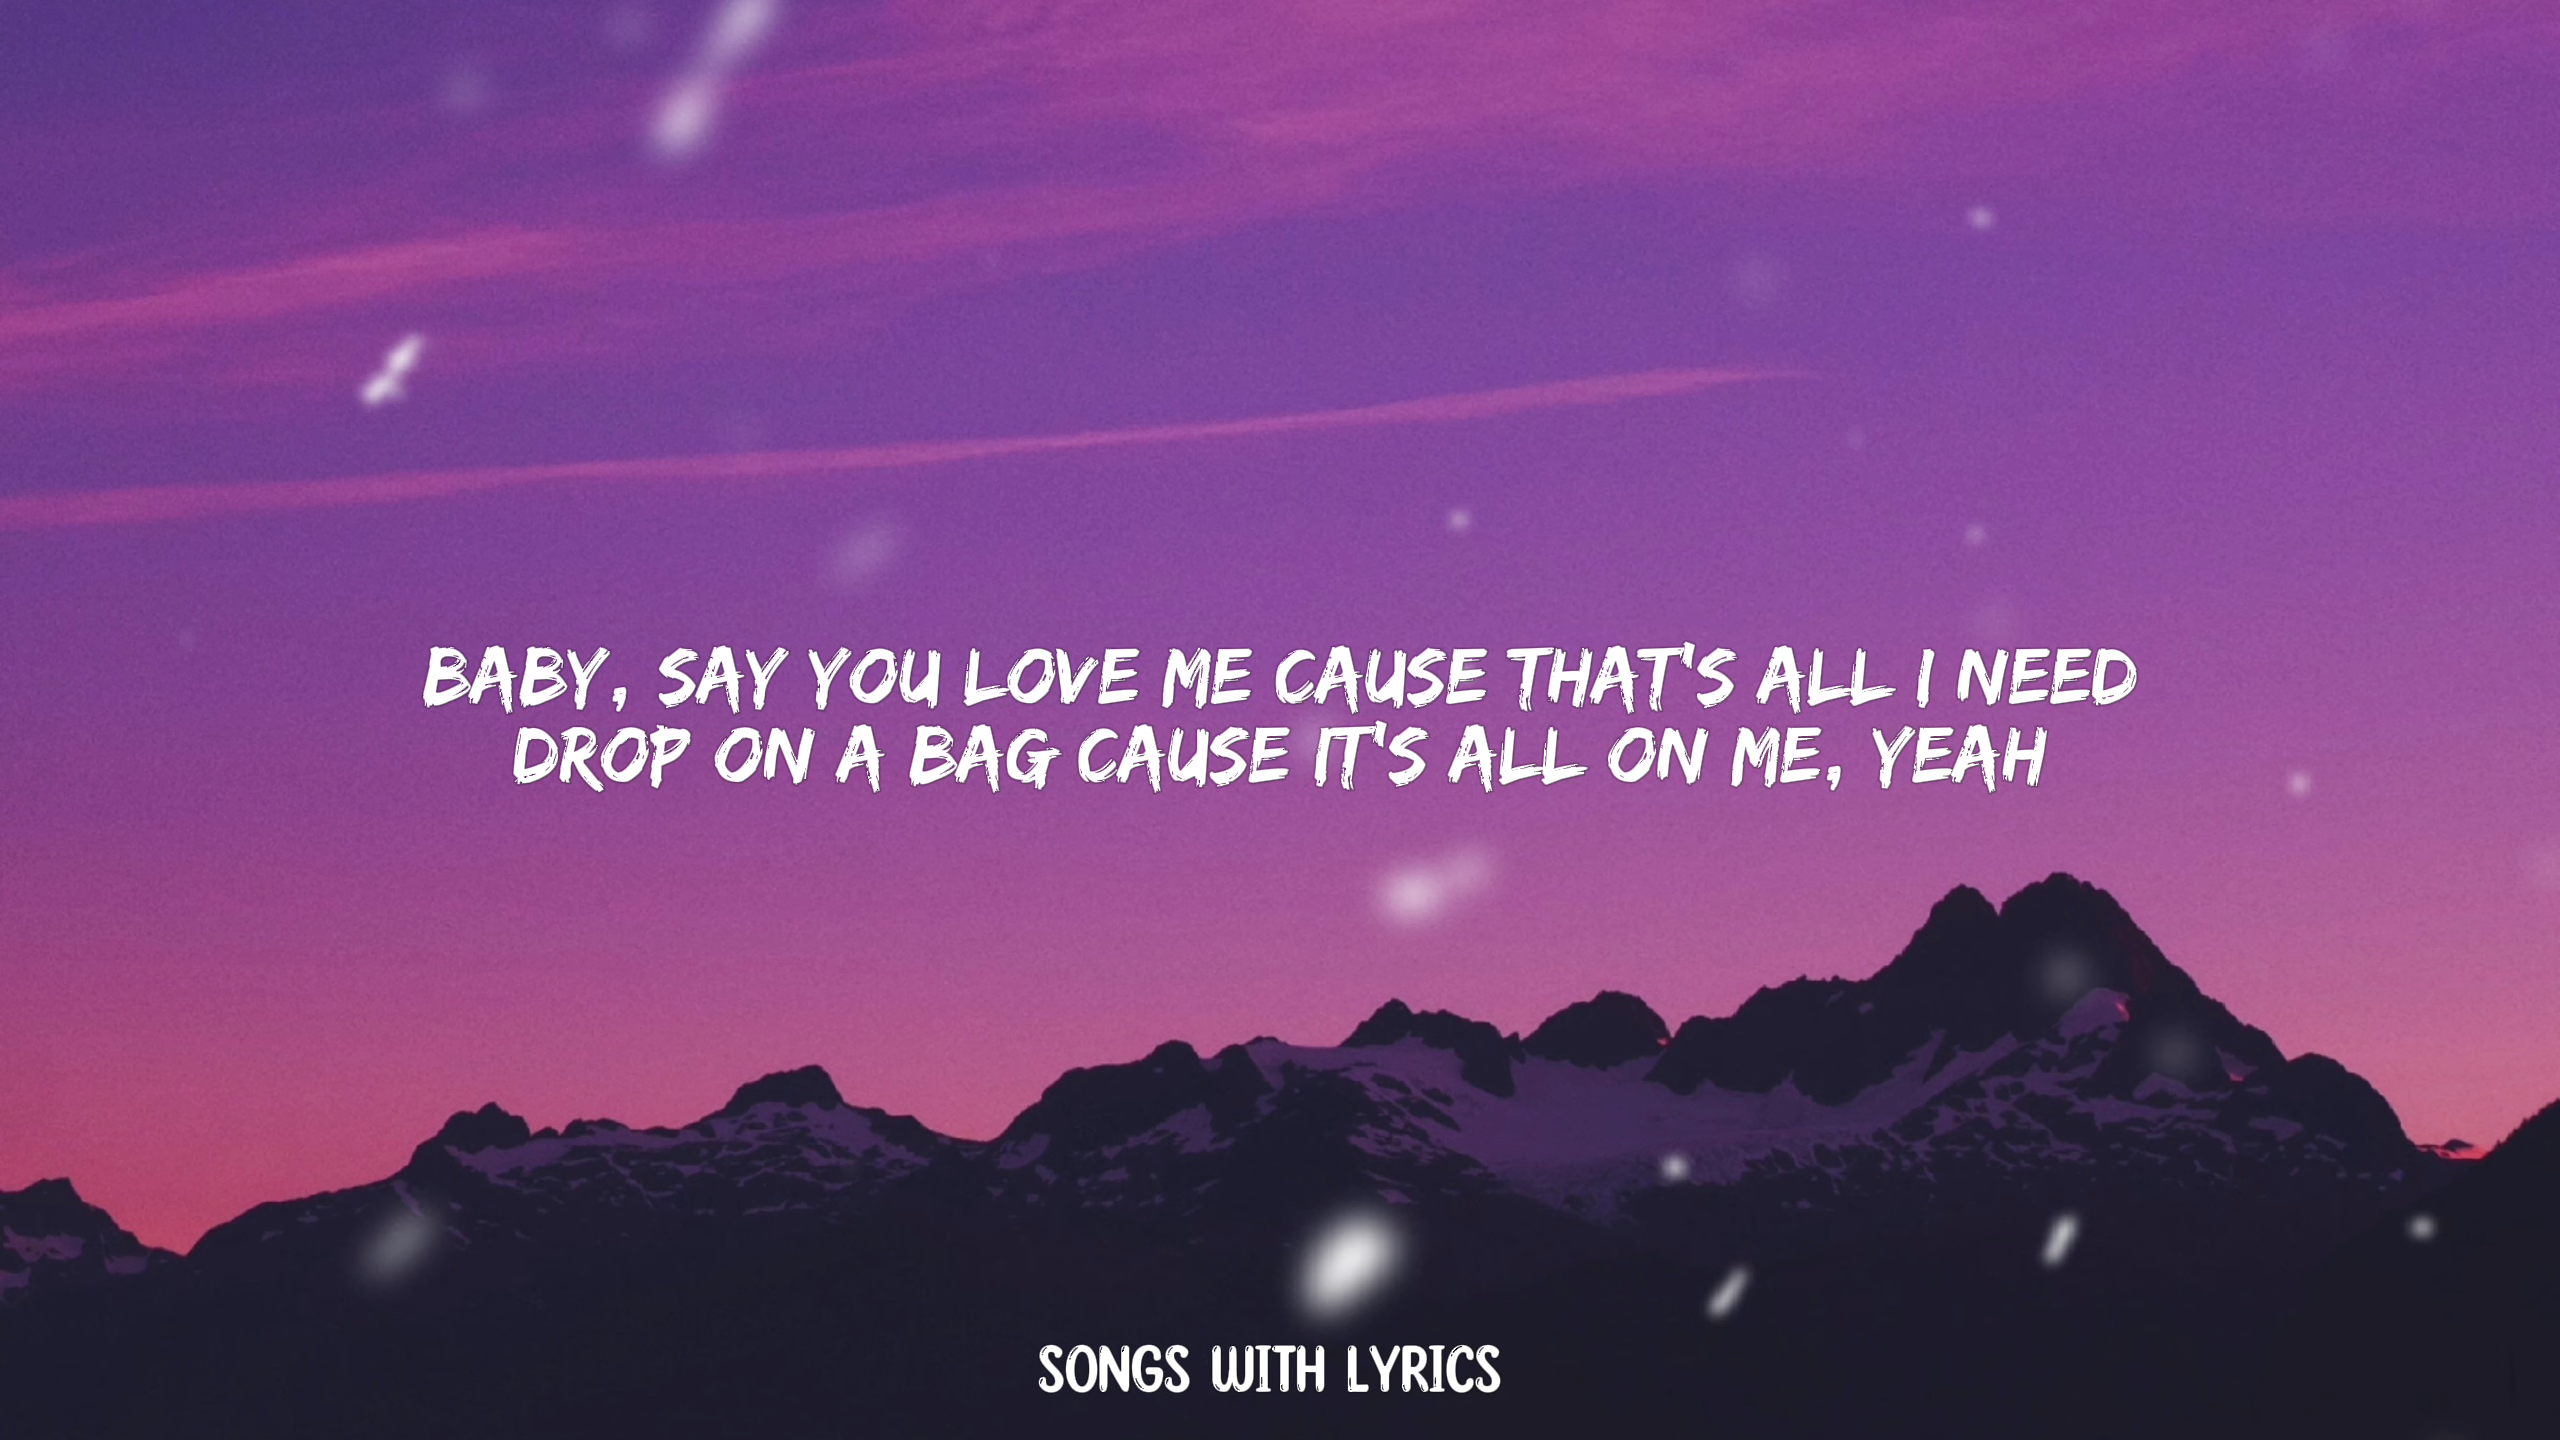 BABY, SAY YOU LOVE ME CAUSE THAT'S ALL I NEED
DROP ON A BAG CAUSE IT'S ALL ON ME, YEAH
SONGS WITH LYRICS